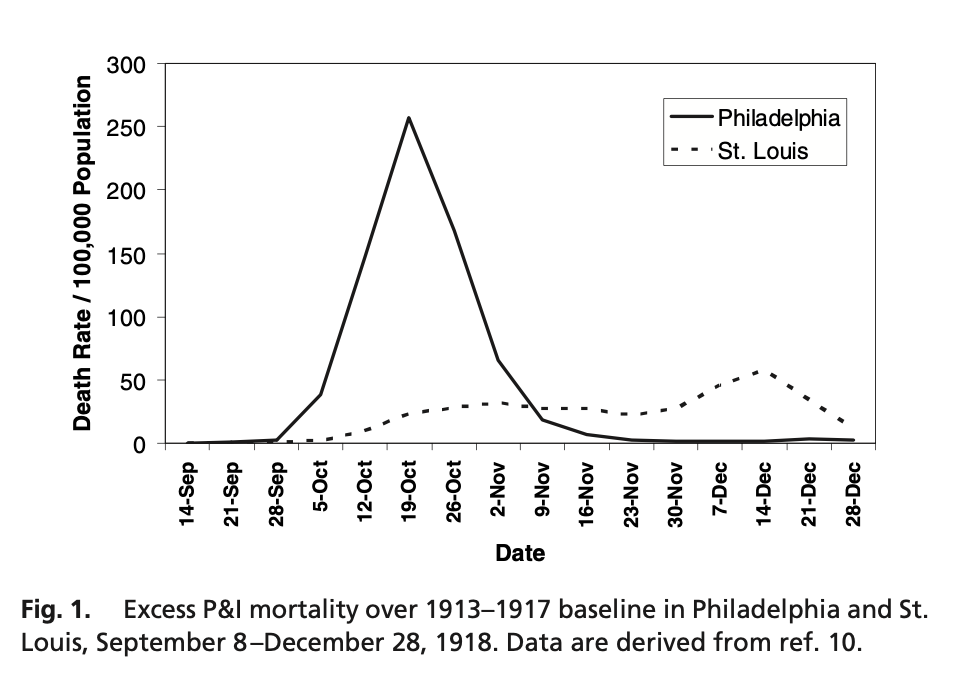 300
250
200
150
100
50
0
Death Rate / 100,000 Population
Philadelphia
St. Louis
14-Sep
21-Sep
28-Sep
5-Oct
12-Oct
19-Oct
26-Oct
2-Nov
9-Nov
16-Nov
23-Nov
30-Nov
7-Dec
14-Dec
21-Dec
28-Dec
Date
Fig. 1. Excess P&I mortality over 1913–1917 baseline in Philadelphia and St.
Louis, September 8–December 28, 1918. Data are derived from ref. 10.